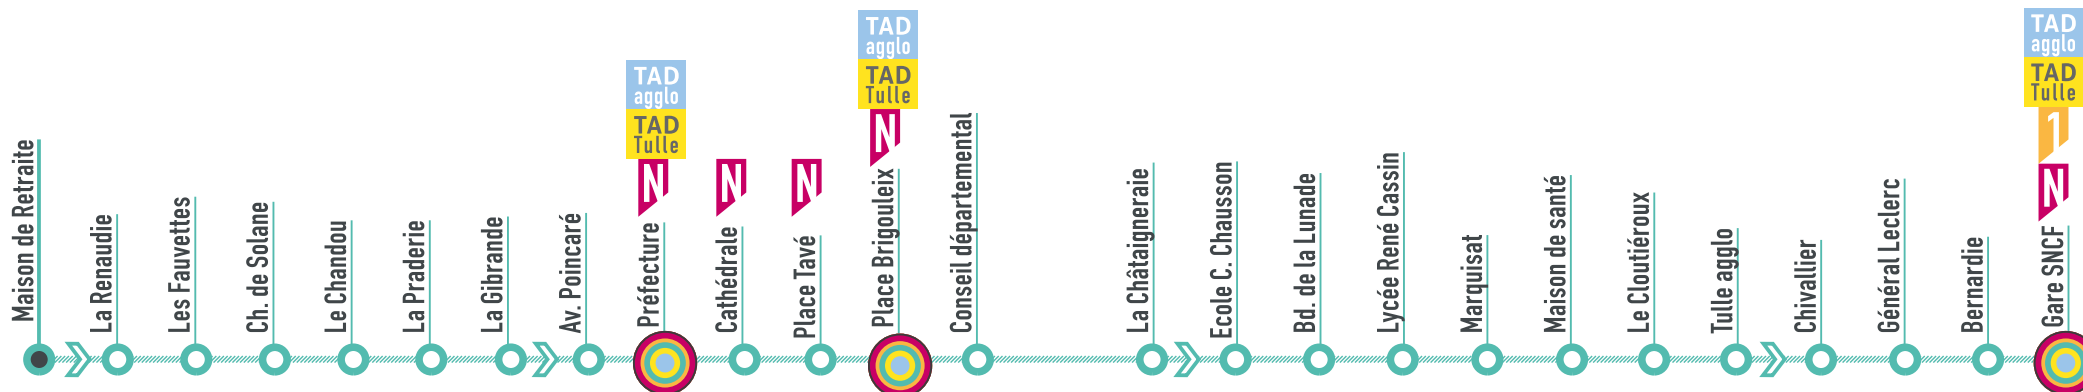 Maison de Retraite
La Renaudie
Les Fauvettes
Ch. de Solane
Le Chandou
La Praderie
La Gibrande
Av. Poincaré
TAD
agglo
TAD
Tulle
N
Préfecture
N
Cathédrale
N
Place Tavé
TAD
agglo
TAD
Tulle
N
Place Brigouleix
Conseil départemental
La Châtaigneraie
Ecole C. Chausson
Bd. de la Lunade
Lycée René Cassin
Marquisat
Maison de santé
Le Cloutiéroux
Tulle agglo
Chivallier
Général Leclerc
Bernardie
TAD
agglo
TAD
Tulle
1
N
Gare SNCF